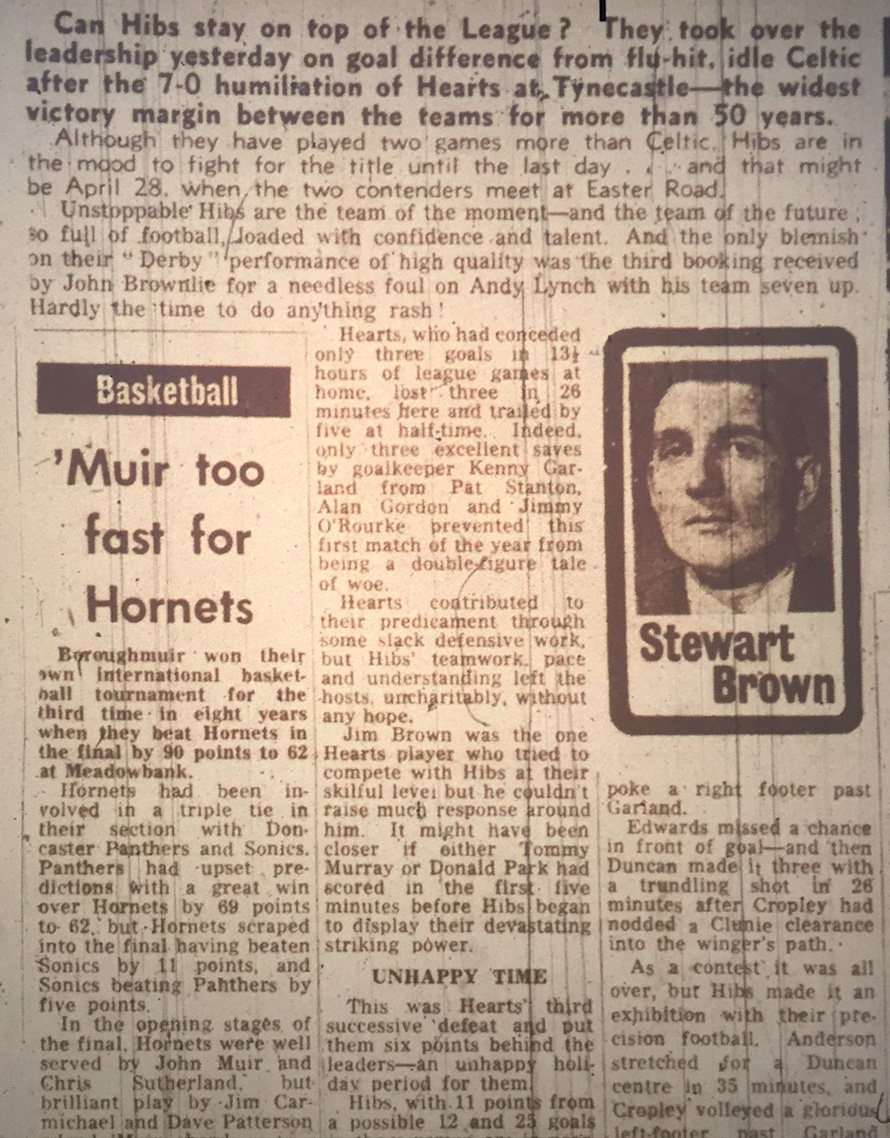 Can Hibs stay on top of the League? They took over the
leadership yesterday on goal difference from flu-hit, idle Celtic
after the 7-0 humiliation of Hearts at Tynecastle—the widest
victory margin between the teams for more than 50 years.
Although they have played two games more than Celtic, Hibs are in
the mood to fight for the title until the last day . . . and that might
be April 28, when the two contenders meet at Easter Road.
Unstoppable Hibs are the team of the moment—and the team of the future,
so full of football, loaded with confidence and talent. And the only blemish
on their "Derby" performance of high quality was the third booking received
by John Brownlie for a needless foul on Andy Lynch with his team seven up.
Hardly the time to do anything rash!
Basketball
'Muir too
fast for
Hornets
Boroughmuir won their
own international basket-
ball tournament for the
third time in eight years
when they beat Hornets in
the final by 90 points to 62
at Meadowbank.
Hornets had been in-
volved in a triple tie in
their section with Don-
caster Panthers and Sonics.
Panthers had upset pre-
dictions with a great win
over Hornets by 69 points
to 62, but Hornets scraped
into the final having beaten
Sonics by 11 points, and
Sonics beating Pahthers by
five points.
In the opening stages of
the final, Hornets were well
served by John Muir and
Chris Sutherland, but
brilliant play by Jim Car-
michael and Dave Patterson
Hearts, who had conceded
only three goals in 13½
hours of league games at
home, lost three in 26
minutes here and trailed by
five at half-time. Indeed,
only three excellent saves
by goalkeeper Kenny Gar-
land from Pat Stanton,
Alan Gordon and Jimmy
O'Rourke prevented this
first match of the year from
being a double-figure tale
of woe.
Hearts contributed to
their predicament through
some slack defensive work,
but Hibs' teamwork, pace
and understanding left the
hosts, uncharitably, without
any hope.
Jim Brown was the one
Hearts player who tried to
compete with Hibs at their
skilful level but he couldn't
raise much response around
him. It might have been
closer if either Tommy
Murray or Donald Park had
scored in the first five
minutes before Hibs began
to display their devastating
striking power.
UNHAPPY TIME
This was Hearts' third
successive defeat and put
them six points behind the
leaders—an unhappy holi-
day period for them.
Hibs, with 11 points from
a possible 12 and 23 goals
Stewart
Brown
poke a right footer past
Garland.
Edwards missed a chance
in front of goal—and then
Duncan made it three with
a trundling shot in 26
minutes after Cropley had
nodded a Clunie clearance
into the winger's path.
As a contest it was all
over, but Hibs made it an
exhibition with their pre-
cision football. Anderson
stretched for a Duncan
centre in 35 minutes, and
Cropley volleyed a glorious
left-footer past Garland